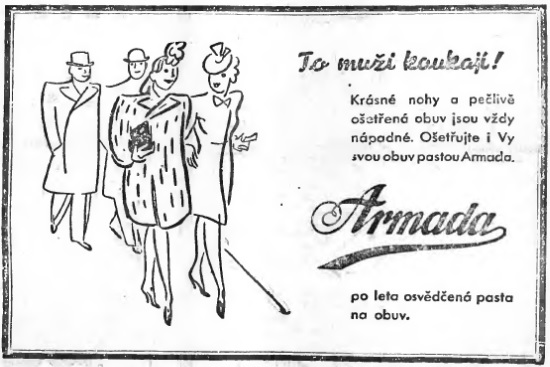 To muži koukají!
Krásné nohy a pečlivě
ošetřená obuv jsou vždy
nápadné. Ošetřujte i Vy
svou obuv pastou Armada.
Armada
po leta osvědčená pasta
na obuv.